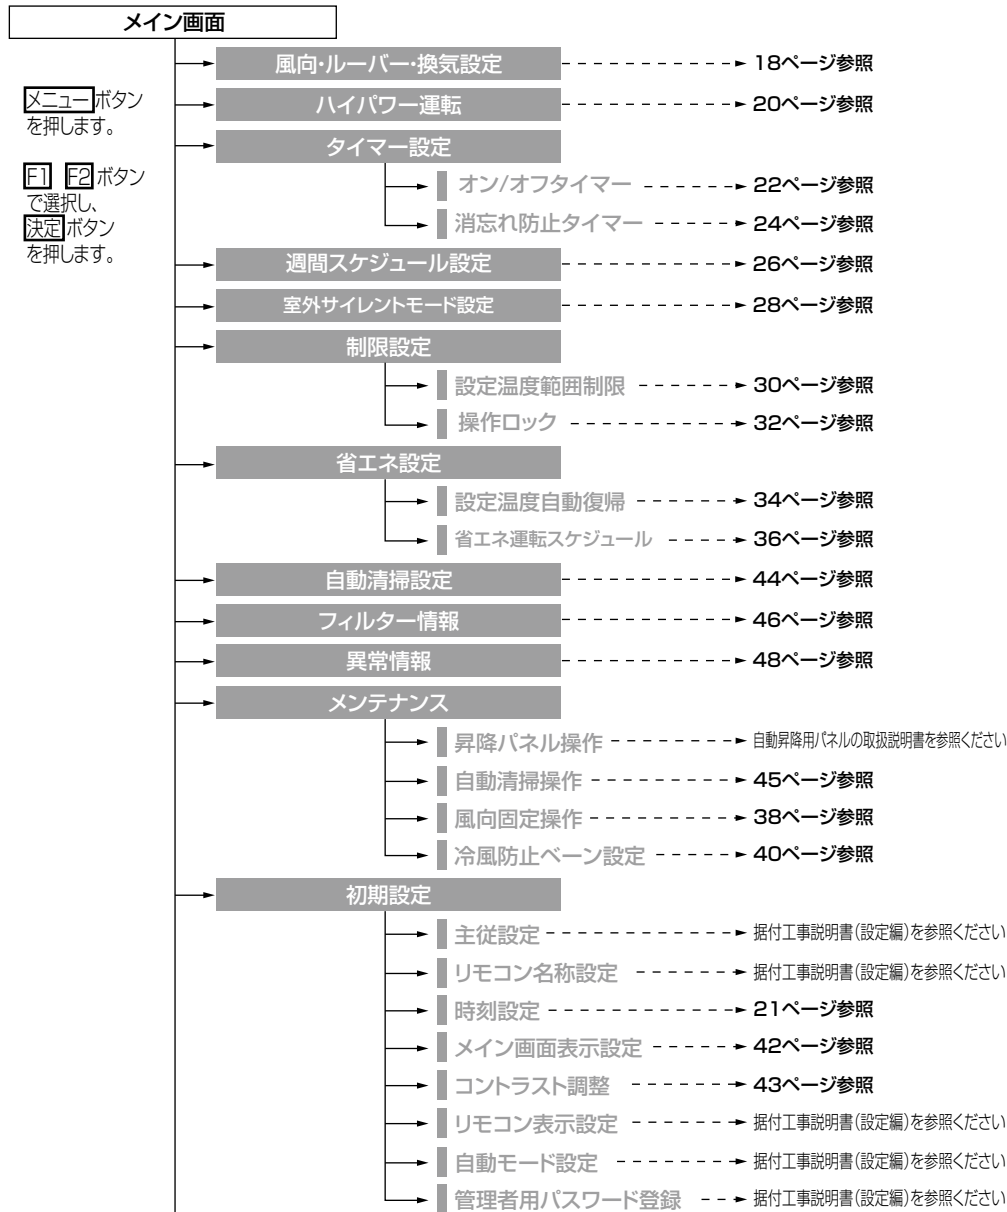 メイン画面
風向・ルーバー・換気設定 18ページ参照
メニューボタン
を押します。
ハイパワー運転 20ページ参照
タイマー設定
F1 F2 ボタン
で選択し、
決定ボタン
を押します。
オン/オフタイマー 22ページ参照
消忘れ防止タイマー 24ページ参照
週間スケジュール設定 26ページ参照
室外サイレントモード設定 28ページ参照
制限設定
設定温度範囲制限 30ページ参照
操作ロック 32ページ参照
省エネ設定
設定温度自動復帰 34ページ参照
省エネ運転スケジュール 36ページ参照
自動清掃設定 44ページ参照
フィルター情報 46ページ参照
異常情報 48ページ参照
メンテナンス
昇降パネル操作 自動昇降用パネルの取扱説明書を参照ください
自動清掃操作 45ページ参照
風向固定操作 38ページ参照
冷風防止ベーン設定 40ページ参照
初期設定
主従設定 据付工事説明書(設定編)を参照ください
リモコン名称設定 据付工事説明書(設定編)を参照ください
時刻設定 21ページ参照
メイン画面表示設定 42ページ参照
コントラスト調整 43ページ参照
リモコン表示設定 据付工事説明書(設定編)を参照ください
自動モード設定 据付工事説明書(設定編)を参照ください
管理者用パスワード登録 据付工事説明書(設定編)を参照ください